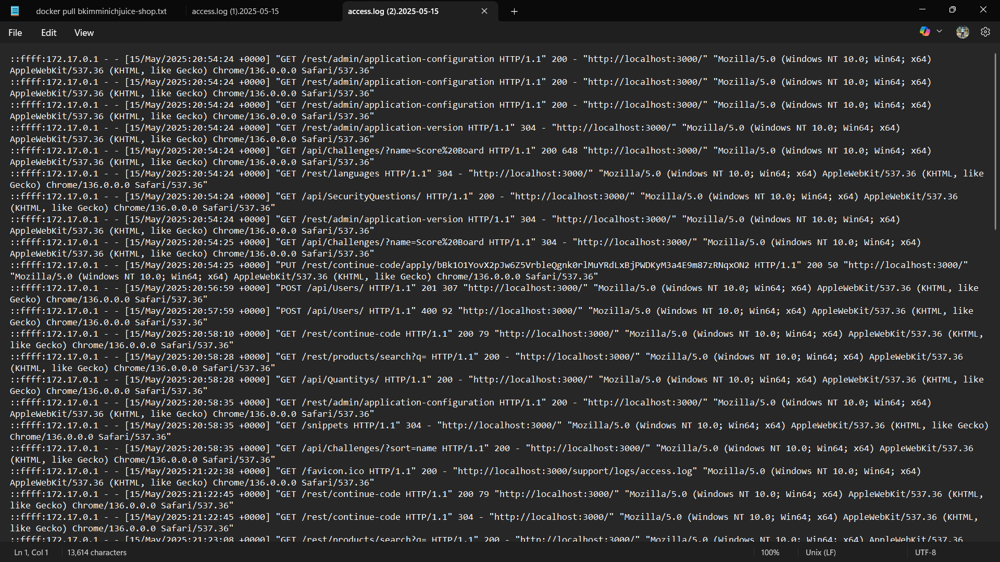 docker pull bkimminichjuice-shop.txt
access.log (1).2025-05-15
access.log (2).2025-05-15
File Edit View
::ffff:172.17.0.1 - - [15/May/2025:20:54:24 +0000] "GET /rest/admin/application-configuration HTTP/1.1" 200 - "http://localhost:3000/" "Mozilla/5.0 (Windows NT 10.0; Win64; x64)
AppleWebKit/537.36 (KHTML, like Gecko) Chrome/136.0.0.0 Safari/537.36"
::ffff:172.17.0.1 - - [15/May/2025:20:54:24 +0000] "GET /rest/admin/application-configuration HTTP/1.1" 200 - "http://localhost:3000/" "Mozilla/5.0 (Windows NT 10.0; Win64; x64)
AppleWebKit/537.36 (KHTML, like Gecko) Chrome/136.0.0.0 Safari/537.36"
::ffff:172.17.0.1 - - [15/May/2025:20:54:24 +0000] "GET /rest/admin/application-configuration HTTP/1.1" 200 - "http://localhost:3000/" "Mozilla/5.0 (Windows NT 10.0; Win64; x64)
AppleWebKit/537.36 (KHTML, like Gecko) Chrome/136.0.0.0 Safari/537.36"
::ffff:172.17.0.1 - - [15/May/2025:20:54:24 +0000] "GET /rest/admin/application-version HTTP/1.1" 304 - "http://localhost:3000/" "Mozilla/5.0 (Windows NT 10.0; Win64; x64)
AppleWebKit/537.36 (KHTML, like Gecko) Chrome/136.0.0.0 Safari/537.36"
::ffff:172.17.0.1 - - [15/May/2025:20:54:24 +0000] "GET /api/Challenges/?name=Score%20Board HTTP/1.1" 200 648 "http://localhost:3000/" "Mozilla/5.0 (Windows NT 10.0; Win64; x64)
AppleWebKit/537.36 (KHTML, like Gecko) Chrome/136.0.0.0 Safari/537.36"
::ffff:172.17.0.1 - - [15/May/2025:20:54:24 +0000] "GET /rest/languages HTTP/1.1" 304 - "http://localhost:3000/" "Mozilla/5.0 (Windows NT 10.0; Win64; x64) AppleWebKit/537.36 (KHTML, like
Gecko) Chrome/136.0.0.0 Safari/537.36"
::ffff:172.17.0.1 - - [15/May/2025:20:54:24 +0000] "GET /api/SecurityQuestions/ HTTP/1.1" 200 - "http://localhost:3000/" "Mozilla/5.0 (Windows NT 10.0; Win64; x64) AppleWebKit/537.36
(KHTML, like Gecko) Chrome/136.0.0.0 Safari/537.36"
::ffff:172.17.0.1 - - [15/May/2025:20:54:24 +0000] "GET /rest/admin/application-version HTTP/1.1" 304 - "http://localhost:3000/" "Mozilla/5.0 (Windows NT 10.0; Win64; x64)
AppleWebKit/537.36 (KHTML, like Gecko) Chrome/136.0.0.0 Safari/537.36"
::ffff:172.17.0.1 - - [15/May/2025:20:54:25 +0000] "GET /api/Challenges/?name=Score%20Board HTTP/1.1" 304 - "http://localhost:3000/" "Mozilla/5.0 (Windows NT 10.0; Win64; x64)
AppleWebKit/537.36 (KHTML, like Gecko) Chrome/136.0.0.0 Safari/537.36"
::ffff:172.17.0.1 - - [15/May/2025:20:54:25 +0000] "PUT /rest/continue-code/apply/bBk1O1YovX2pJw6Z5VrbleQgnk0rlMuYRdLxBjPWDKyM3a4E9m87zRNqxON2 HTTP/1.1" 200 50 "http://localhost:3000/"
"Mozilla/5.0 (Windows NT 10.0; Win64; x64) AppleWebKit/537.36 (KHTML, like Gecko) Chrome/136.0.0.0 Safari/537.36"
::ffff:172.17.0.1 - - [15/May/2025:20:56:59 +0000] "POST /api/Users/ HTTP/1.1" 201 307 "http://localhost:3000/" "Mozilla/5.0 (Windows NT 10.0; Win64; x64) AppleWebKit/537.36 (KHTML, like
Gecko) Chrome/136.0.0.0 Safari/537.36"
::ffff:172.17.0.1 - - [15/May/2025:20:57:59 +0000] "POST /api/Users/ HTTP/1.1" 400 92 "http://localhost:3000/" "Mozilla/5.0 (Windows NT 10.0; Win64; x64) AppleWebKit/537.36 (KHTML, like
Gecko) Chrome/136.0.0.0 Safari/537.36"
::ffff:172.17.0.1 - - [15/May/2025:20:58:10 +0000] "GET /rest/continue-code HTTP/1.1" 200 79 "http://localhost:3000/" "Mozilla/5.0 (Windows NT 10.0; Win64; x64) AppleWebKit/537.36 (KHTML,
like Gecko) Chrome/136.0.0.0 Safari/537.36"
::ffff:172.17.0.1 - - [15/May/2025:20:58:28 +0000] "GET /rest/products/search?q= HTTP/1.1" 200 - "http://localhost:3000/" "Mozilla/5.0 (Windows NT 10.0; Win64; x64) AppleWebKit/537.36
(KHTML, like Gecko) Chrome/136.0.0.0 Safari/537.36"
::ffff:172.17.0.1 - - [15/May/2025:20:58:28 +0000] "GET /api/Quantitys/ HTTP/1.1" 200 - "http://localhost:3000/" "Mozilla/5.0 (Windows NT 10.0; Win64; x64) AppleWebKit/537.36 (KHTML, like
Gecko) Chrome/136.0.0.0 Safari/537.36"
::ffff:172.17.0.1 - - [15/May/2025:20:58:35 +0000] "GET /rest/admin/application-configuration HTTP/1.1" 200 - "http://localhost:3000/" "Mozilla/5.0 (Windows NT 10.0; Win64; x64)
AppleWebKit/537.36 (KHTML, like Gecko) Chrome/136.0.0.0 Safari/537.36"
::ffff:172.17.0.1 - - [15/May/2025:20:58:35 +0000] "GET /snippets HTTP/1.1" 304 - "http://localhost:3000/" "Mozilla/5.0 (Windows NT 10.0; Win64; x64) AppleWebKit/537.36 (KHTML, like Gecko)
Chrome/136.0.0.0 Safari/537.36"
::ffff:172.17.0.1 - - [15/May/2025:20:58:35 +0000] "GET /api/Challenges/?sort=name HTTP/1.1" 200 - "http://localhost:3000/" "Mozilla/5.0 (Windows NT 10.0; Win64; x64) AppleWebKit/537.36
(KHTML, like Gecko) Chrome/136.0.0.0 Safari/537.36"
::ffff:172.17.0.1 - - [15/May/2025:21:22:38 +0000] "GET /favicon.ico HTTP/1.1" 200 - "http://localhost:3000/support/logs/access.log" "Mozilla/5.0 (Windows NT 10.0; Win64; x64)
AppleWebKit/537.36 (KHTML, like Gecko) Chrome/136.0.0.0 Safari/537.36"
::ffff:172.17.0.1 - - [15/May/2025:21:22:45 +0000] "GET /rest/continue-code HTTP/1.1" 200 79 "http://localhost:3000/" "Mozilla/5.0 (Windows NT 10.0; Win64; x64) AppleWebKit/537.36 (KHTML,
like Gecko) Chrome/136.0.0.0 Safari/537.36"
::ffff:172.17.0.1 - - [15/May/2025:21:22:45 +0000] "GET /rest/continue-code HTTP/1.1" 304 - "http://localhost:3000/" "Mozilla/5.0 (Windows NT 10.0; Win64; x64) AppleWebKit/537.36 (KHTML,
like Gecko) Chrome/136.0.0.0 Safari/537.36"
::ffff:172.17.0.1 - - [15/May/2025:21:23:08 +0000] "GET /rest/products/search?q= HTTP/1.1" 200 - "http://localhost:3000/" "Mozilla/5.0 (Windows NT 10.0; Win64; x64) AppleWebKit/537.36
Ln 1, Col 1 13,614 characters 100% Unix (LF) UTF-8